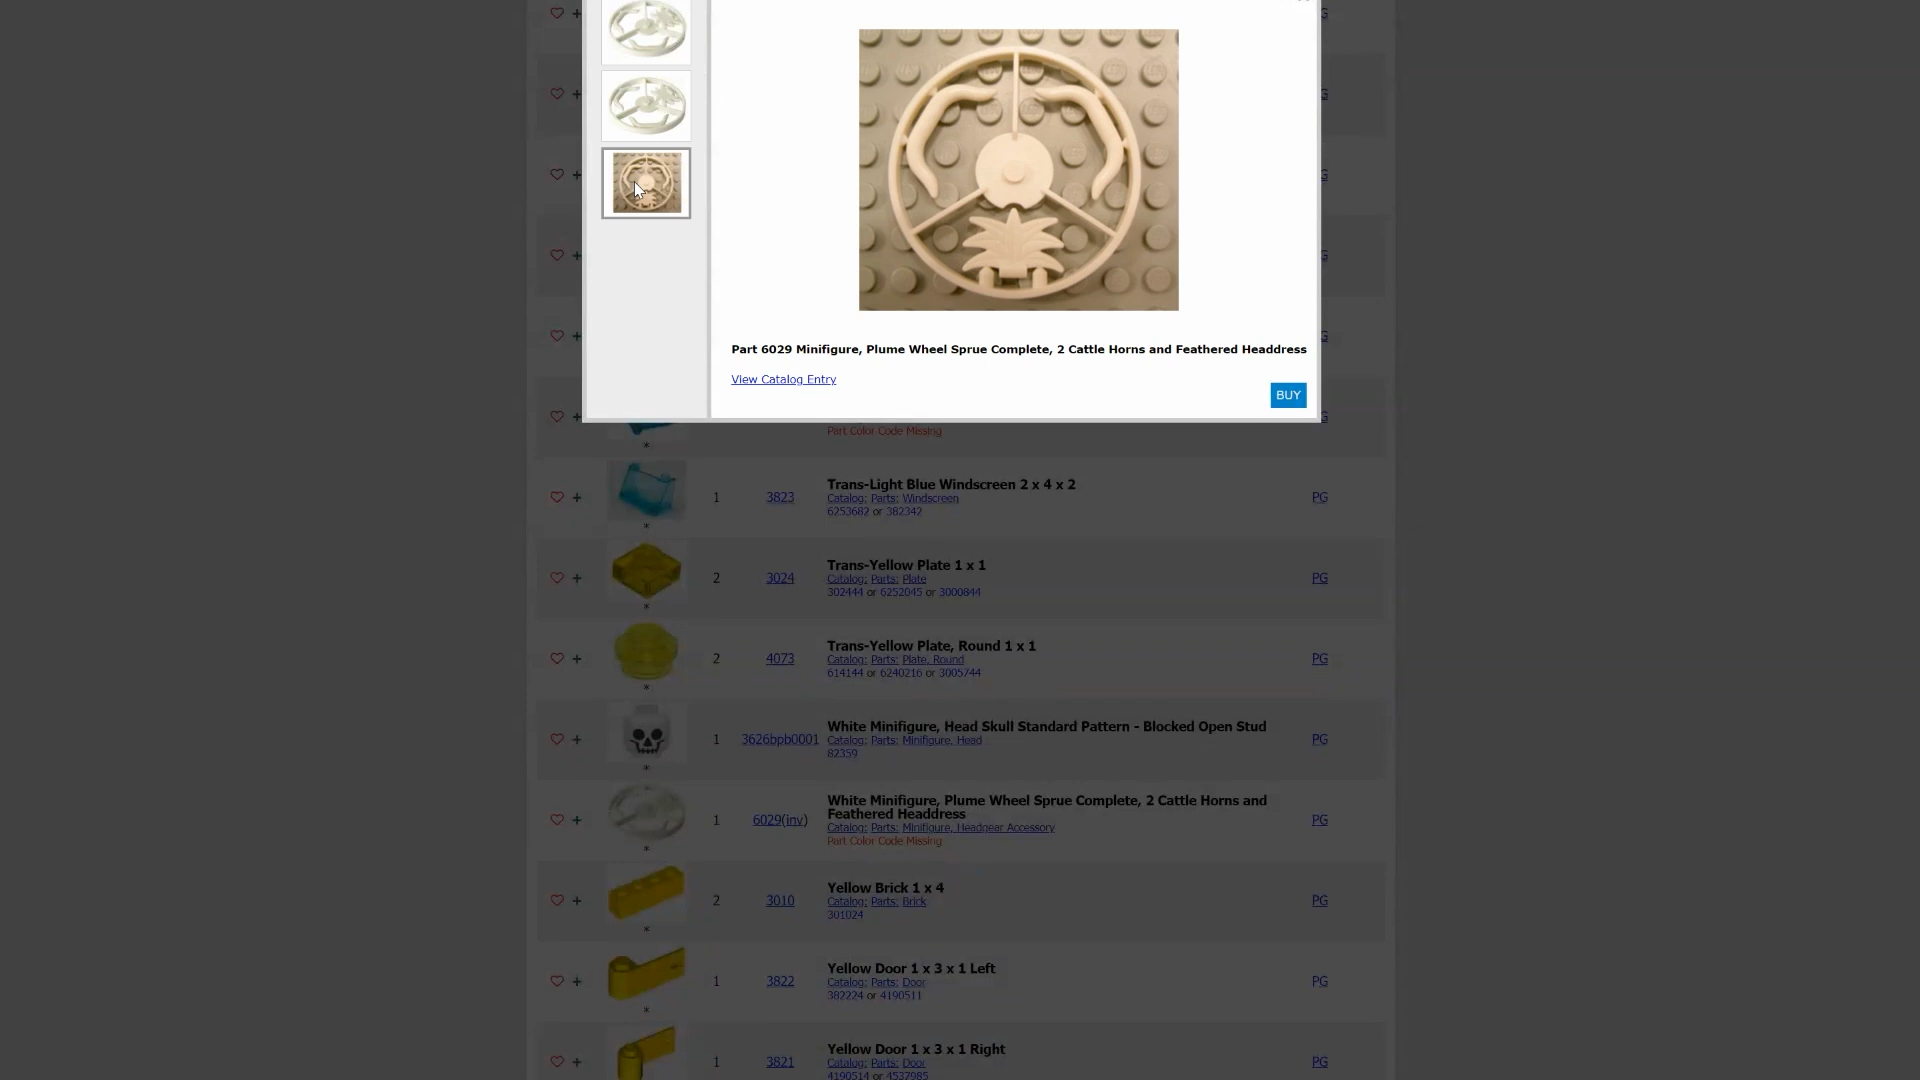 Part 6029 Minifigure, Plume Wheel Sprue Complete, 2 Cattle Horns and Feathered Headdress
View Catalog Entry
BUY
Part Color Code Missing
*
+ 1 3823 Trans-Light Blue Windscreen 2 x 4 x 2 PG
Catalog: Parts: Windscreen
6253682 or 382342
*
+ 2 3024 Trans-Yellow Plate 1 x 1 PG
Catalog: Parts: Plate
302444 or 6252045 or 3000844
*
+ 2 4073 Trans-Yellow Plate, Round 1 x 1 PG
Catalog: Parts: Plate, Round
614144 or 6240216 or 3005744
*
+ 1 3626bpb0001 White Minifigure, Head Skull Standard Pattern - Blocked Open Stud PG
Catalog: Parts: Minifigure, Head
82359
*
+ 1 6029(inv) White Minifigure, Plume Wheel Sprue Complete, 2 Cattle Horns and PG
Feathered Headdress
Catalog: Parts: Minifigure, Headgear Accessory
Part Color Code Missing
*
+ 2 3010 Yellow Brick 1 x 4 PG
Catalog: Parts: Brick
301024
*
+ 1 3822 Yellow Door 1 x 3 x 1 Left PG
Catalog: Parts: Door
382224 or 4190511
*
+ 1 3821 Yellow Door 1 x 3 x 1 Right PG
Catalog: Parts: Door
4190514 or 4537985